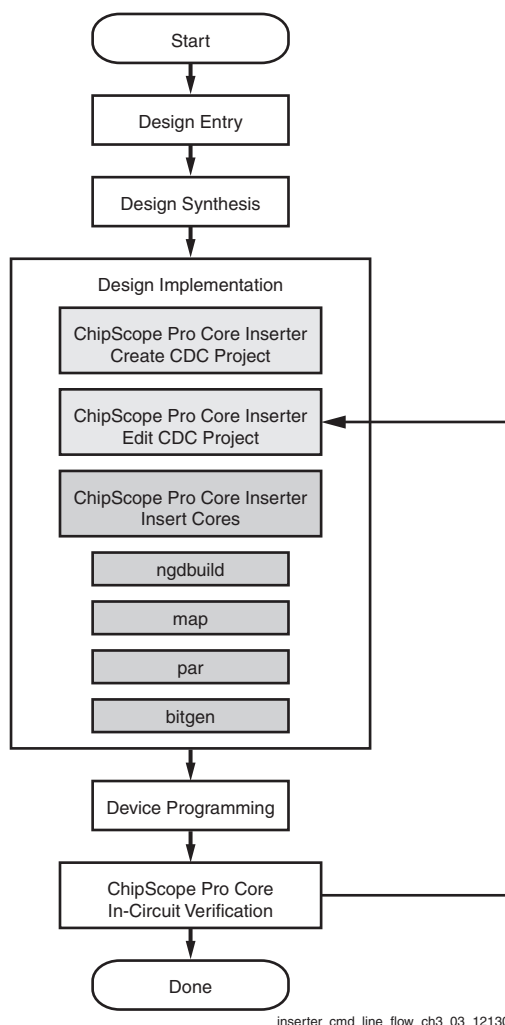 Start
Design Entry
Design Synthesis
Design Implementation
ChipScope Pro Core Inserter
Create CDC Project
ChipScope Pro Core Inserter
Edit CDC Project
ChipScope Pro Core Inserter
Insert Cores
ngdbuild
map
par
bitgen
Device Programming
ChipScope Pro Core
In-Circuit Verification
Done
inserter_cmd_line_flow_ch3_03_12130